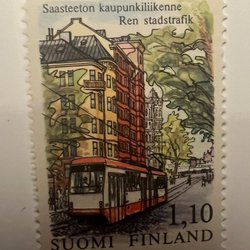 Saasteeton kaupunkiliikenne
Ren stadstrafik
1,10
SUOMI FINLAND